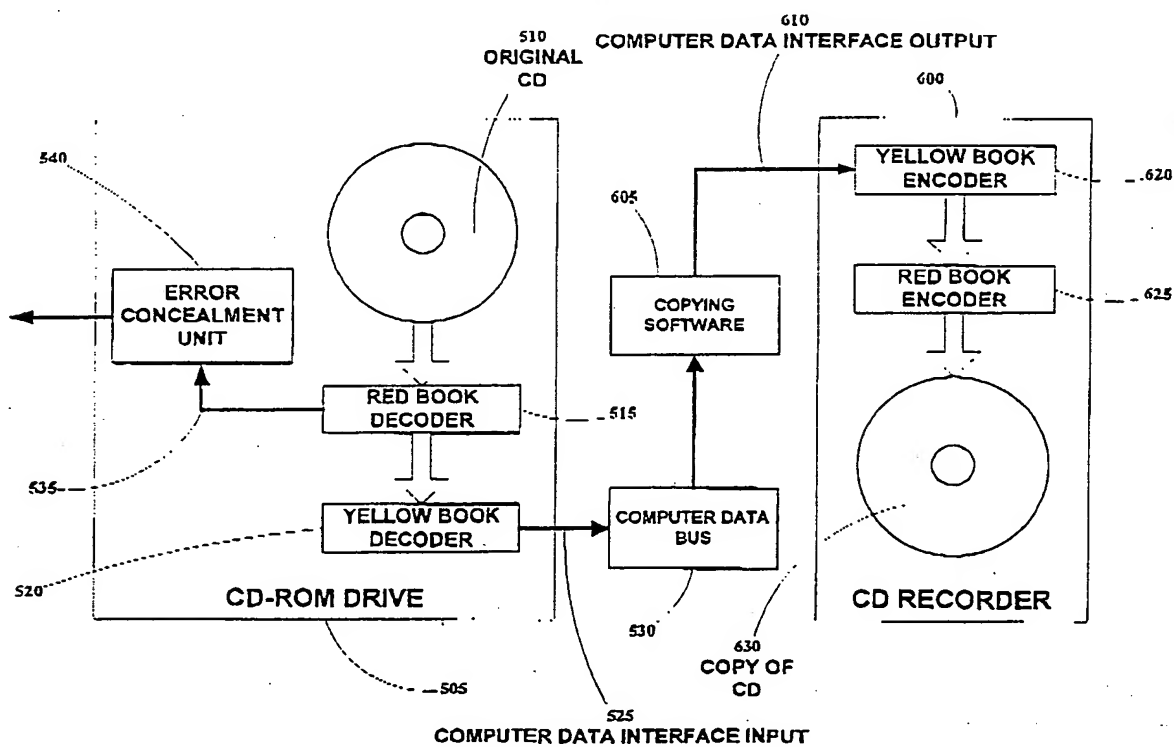 510
ORIGINAL
CD
610
COMPUTER DATA INTERFACE OUTPUT
600
540
YELLOW BOOK
ENCODER
620
605
ERROR
CONCEALMENT
UNIT
COPYING
SOFTWARE
RED BOOK
ENCODER
625
RED BOOK
DECODER
515
535
YELLOW BOOK
DECODER
COMPUTER DATA
BUS
520
CD-ROM DRIVE
530
630
COPY OF
CD
CD RECORDER
505
525
COMPUTER DATA INTERFACE INPUT